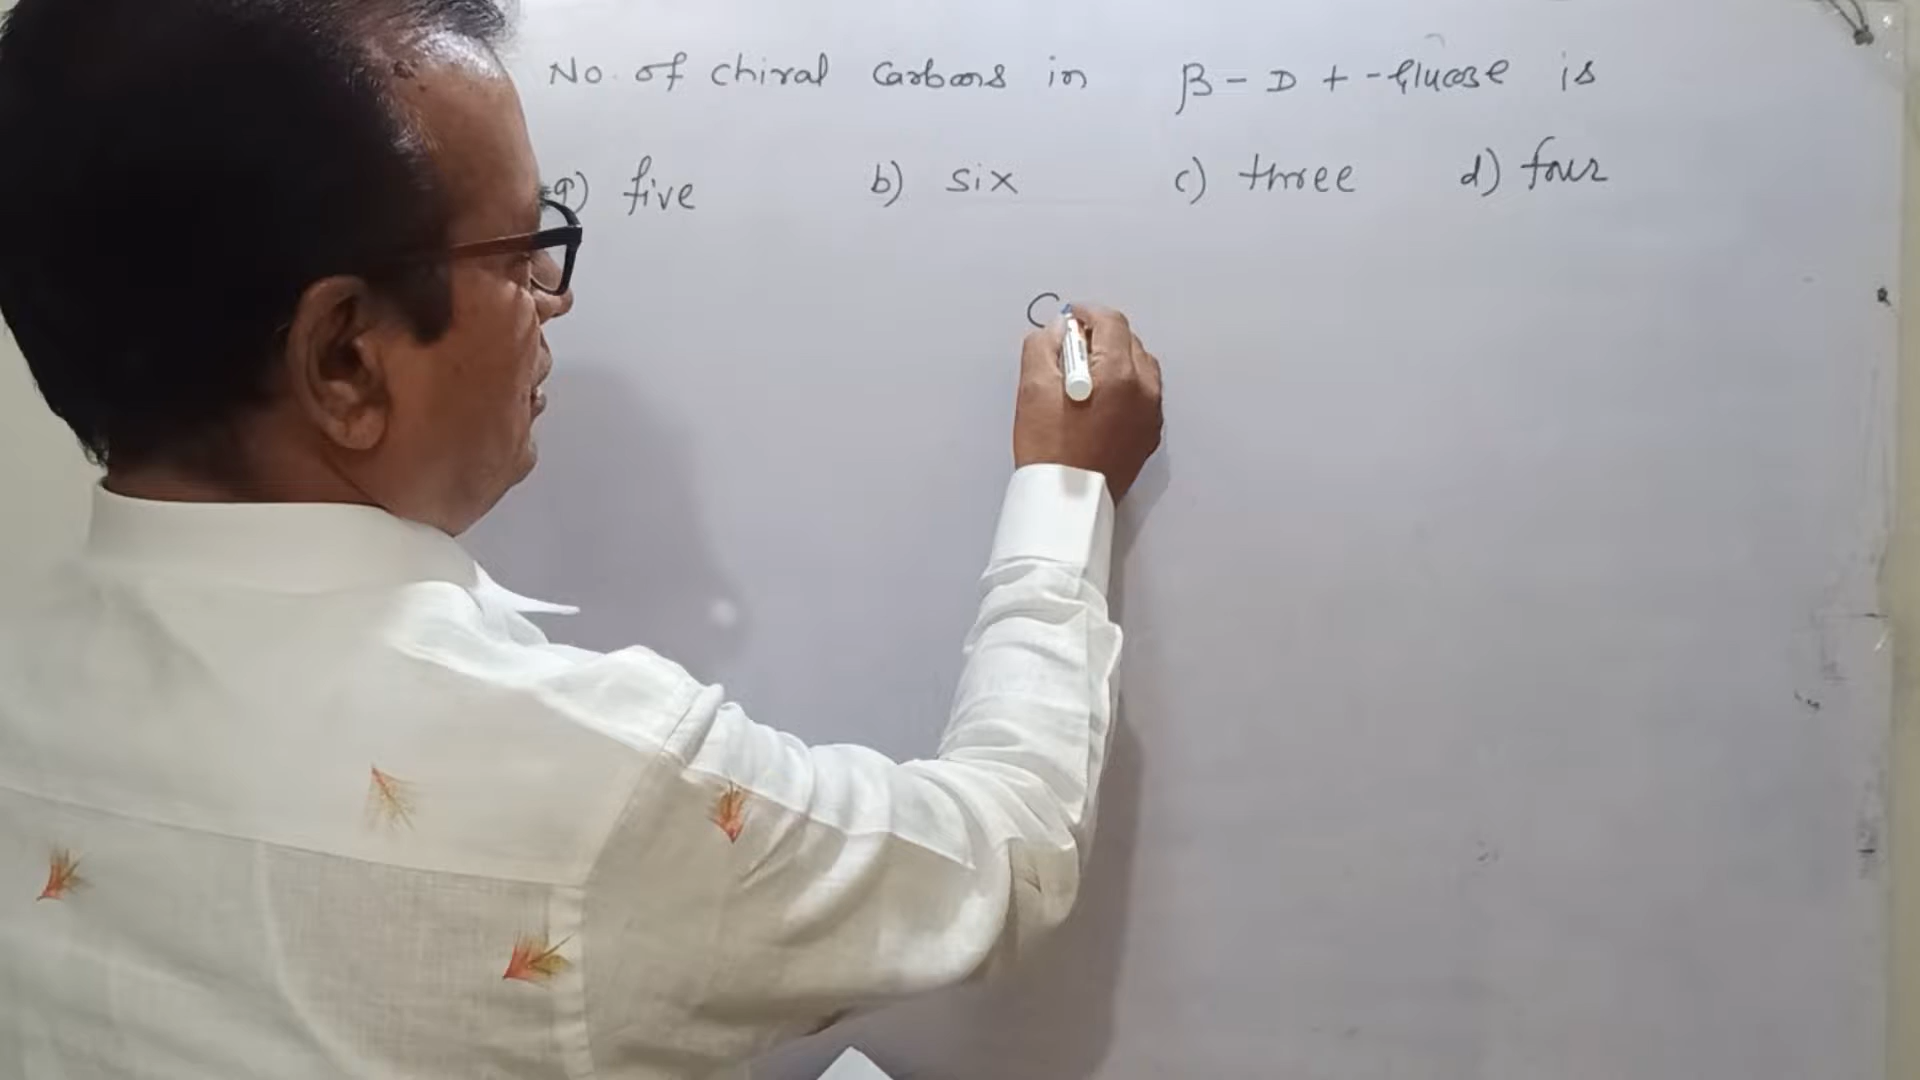 No. of chiral Carbons in β - D + - Glucose is
a) five b) six c) three d) four
C